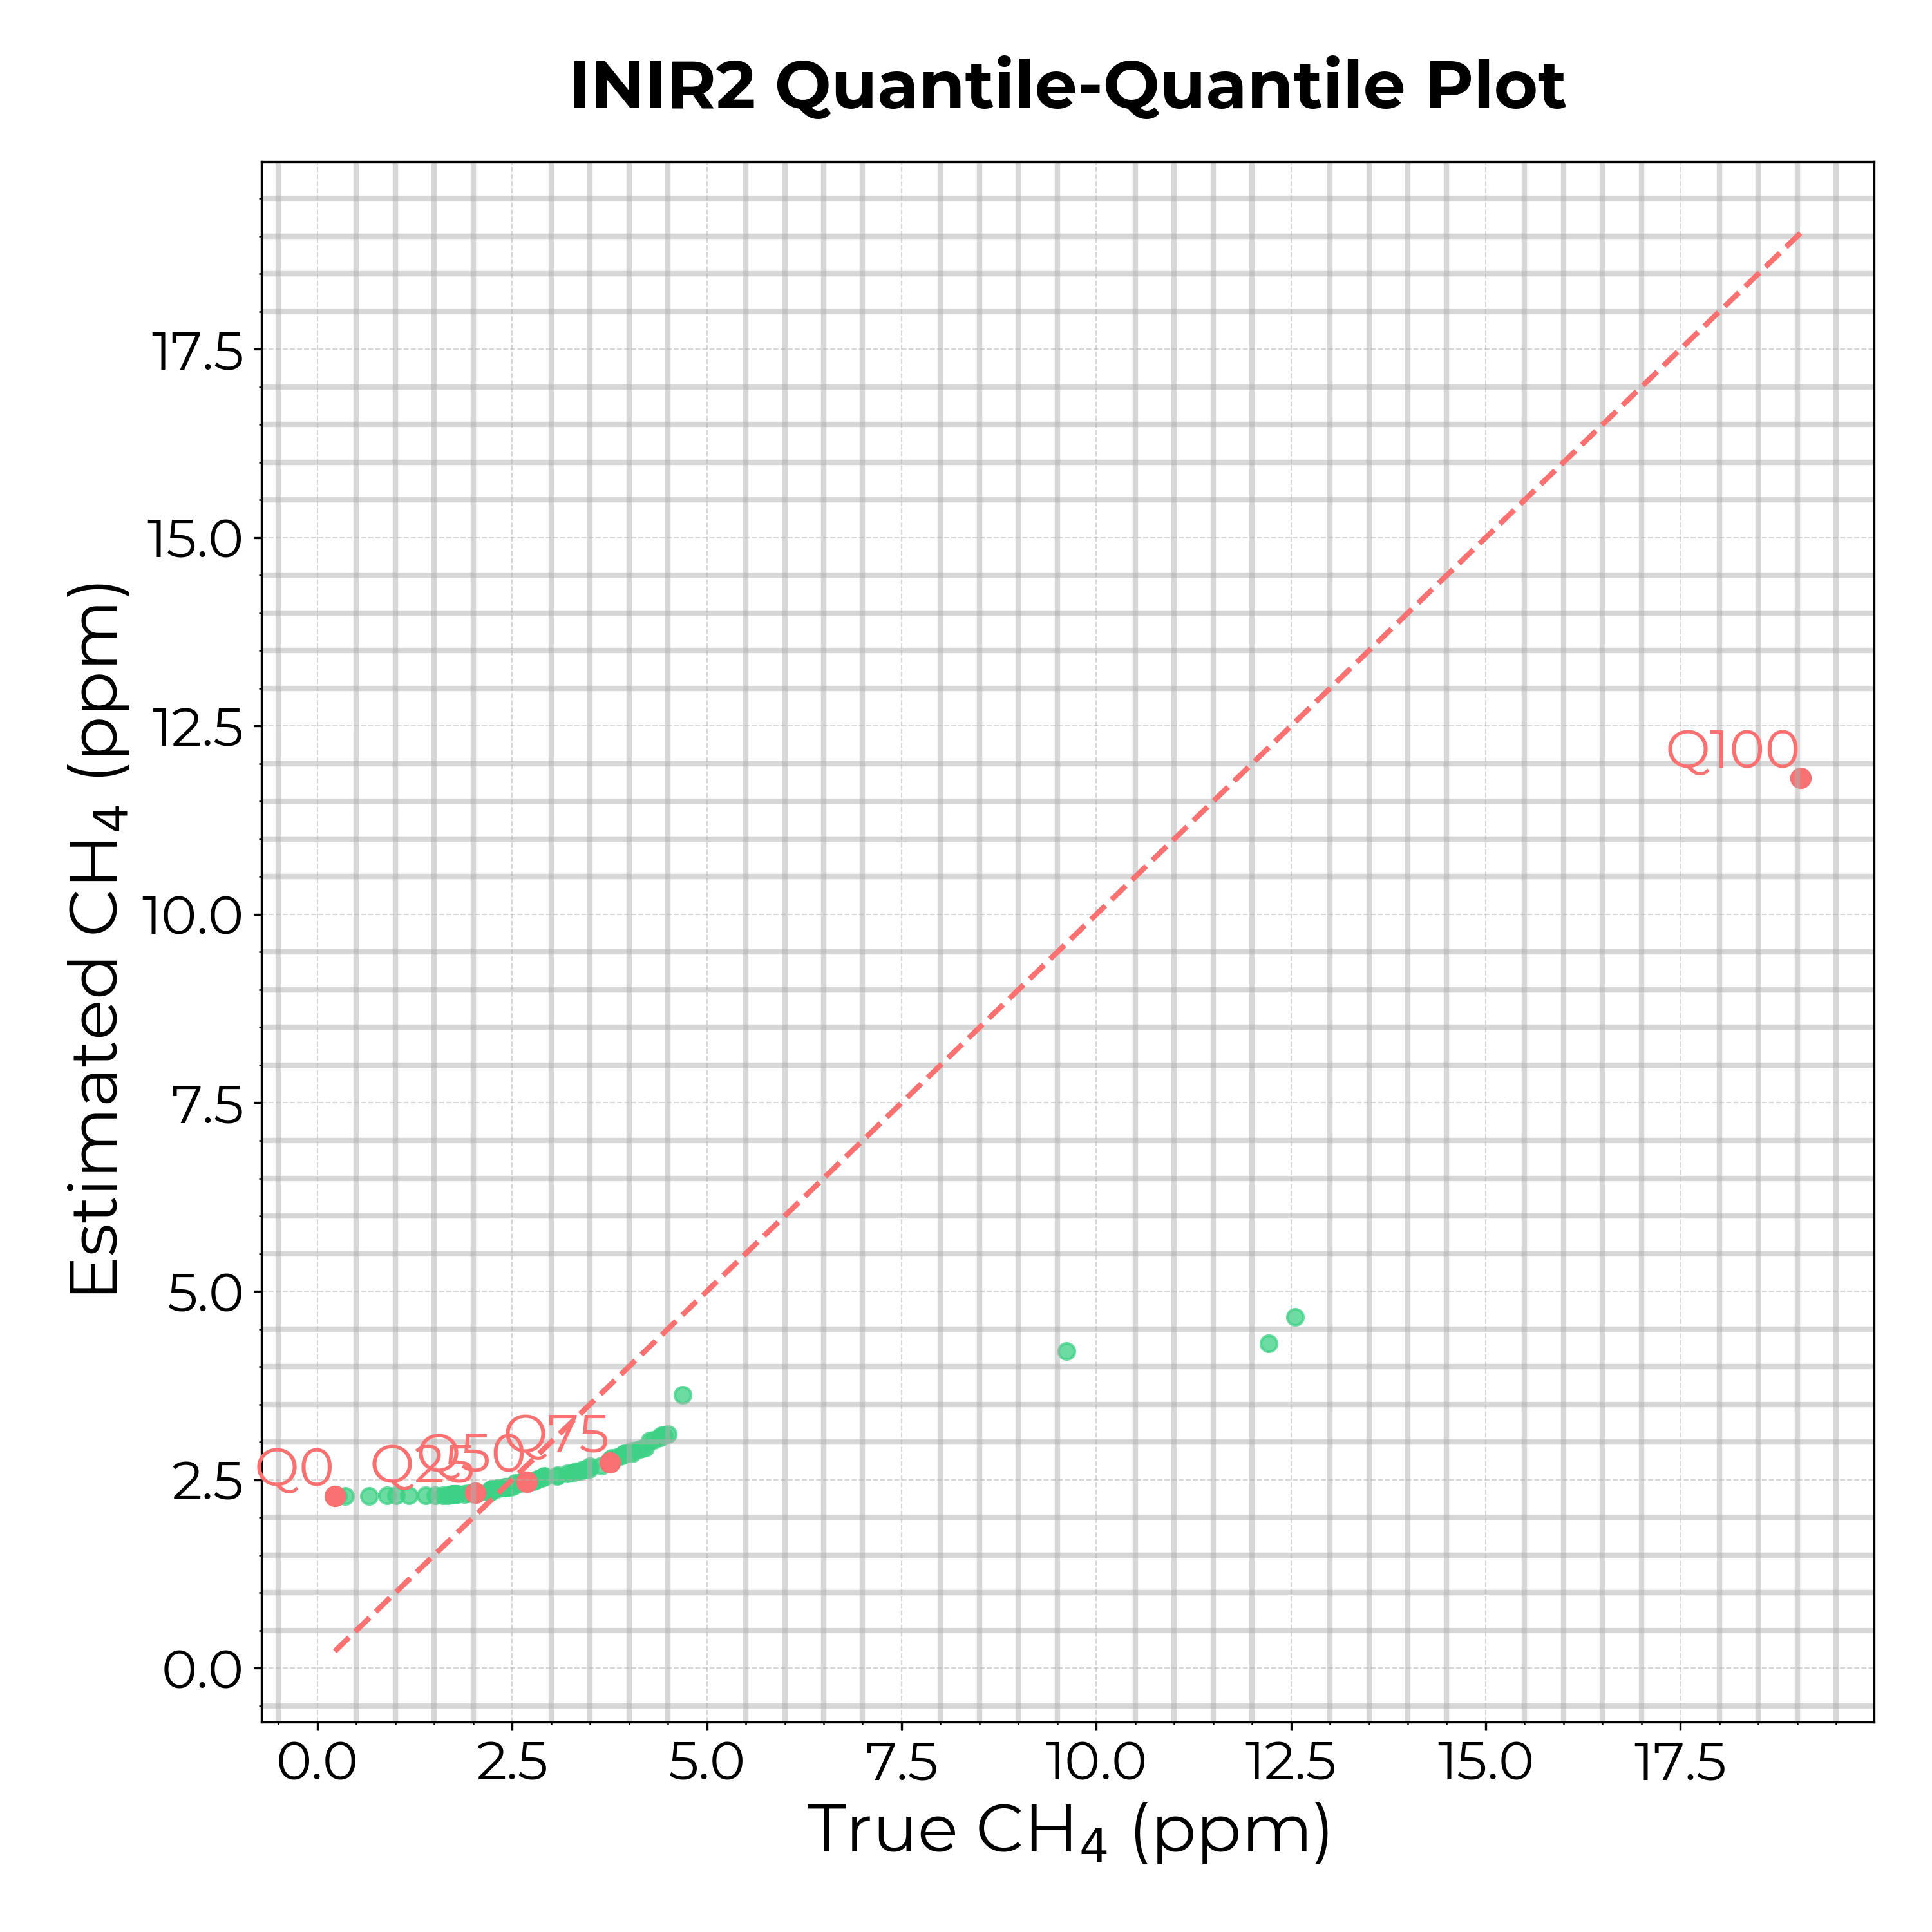 INIR2 Quantile-Quantile Plot
Estimated CH₄ (ppm)
17.5
15.0
12.5
10.0
7.5
5.0
2.5
0.0
Q0
Q25
Q50
Q75
Q100
0.0 2.5 5.0 7.5 10.0 12.5 15.0 17.5
True CH₄ (ppm)